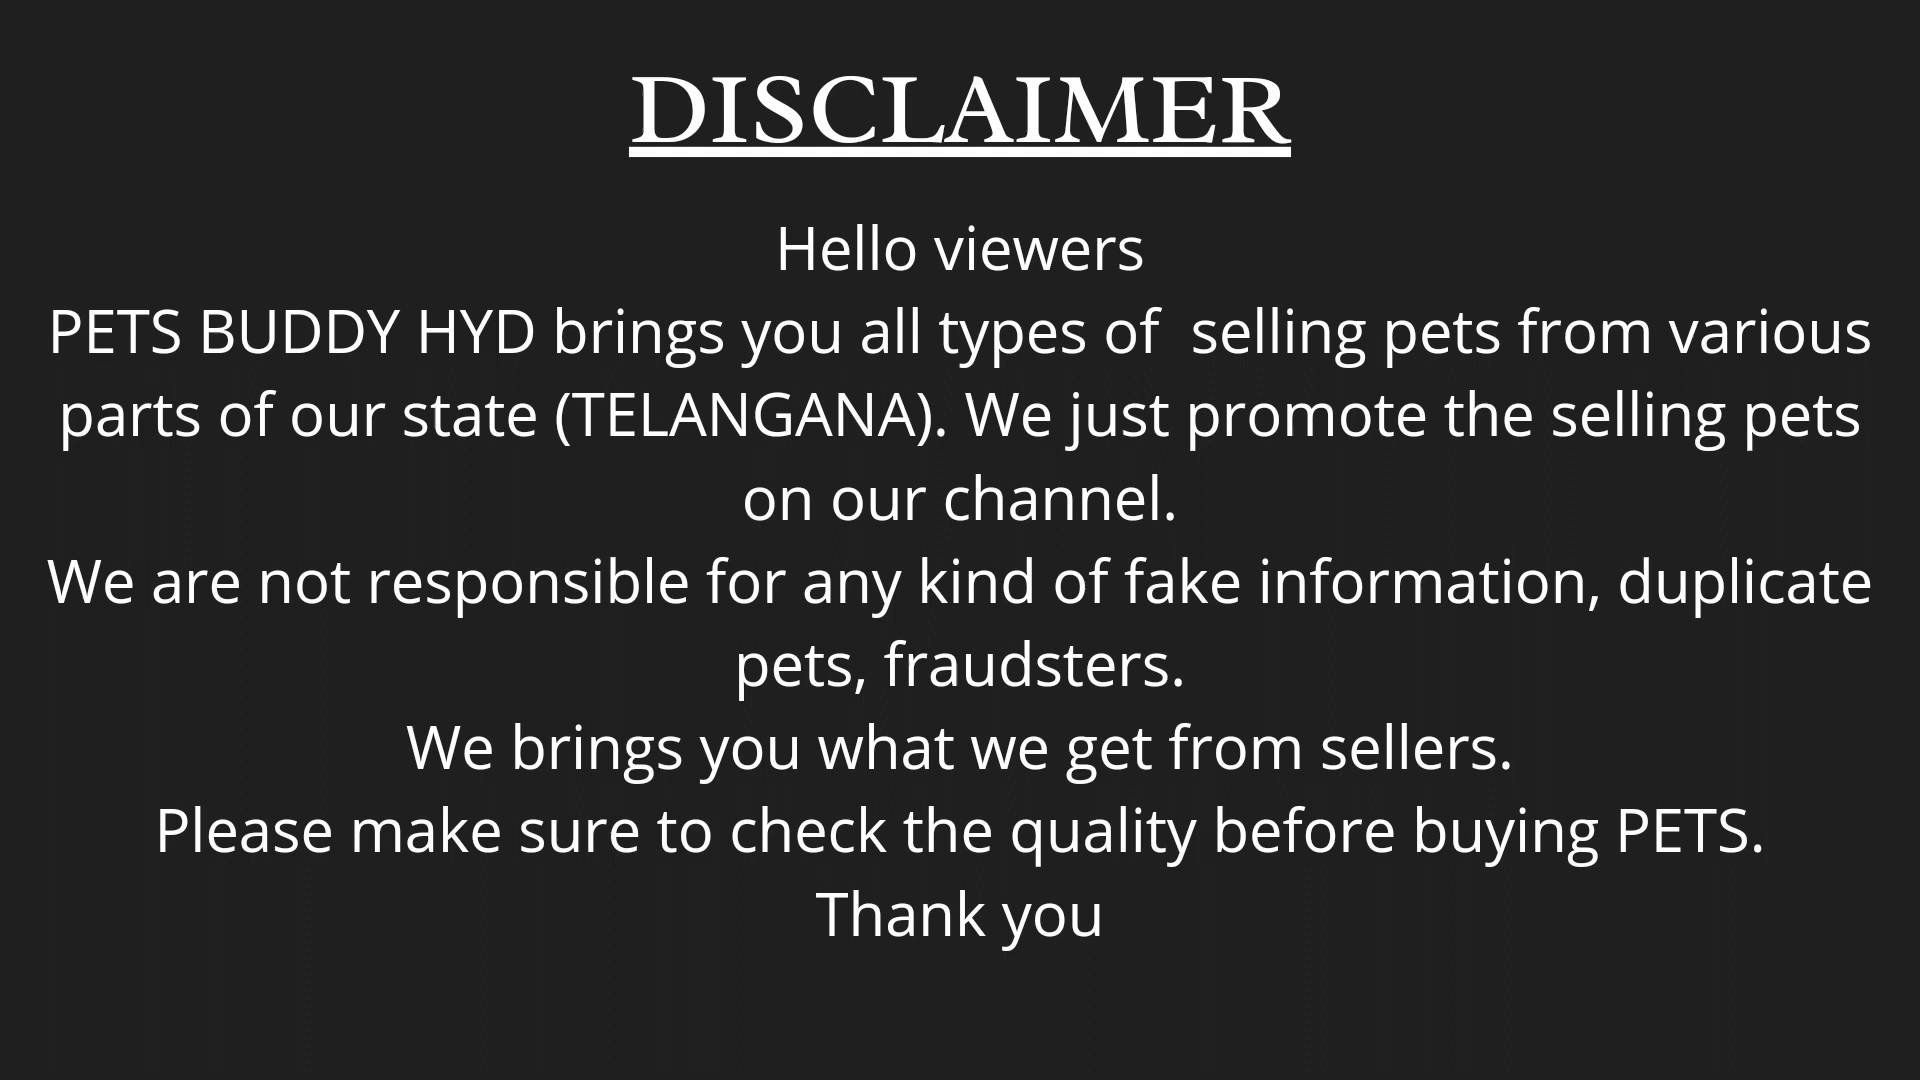 DISCLAIMER
Hello viewers
PETS BUDDY HYD brings you all types of  selling pets from various
parts of our state (TELANGANA). We just promote the selling pets
on our channel.
We are not responsible for any kind of fake information, duplicate
pets, fraudsters.
We brings you what we get from sellers.
Please make sure to check the quality before buying PETS.
Thank you